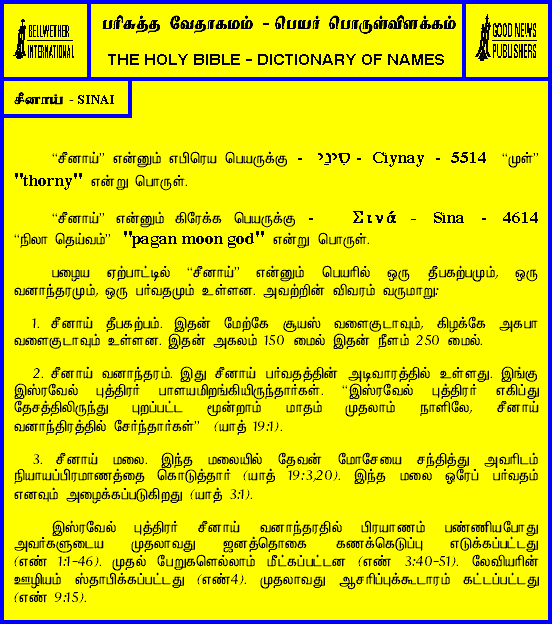 BELLWETHER
INTERNATIONAL
பரிசுத்த வேதாகமம் - பெயர் பொருள்விளக்கம்
THE HOLY BIBLE - DICTIONARY OF NAMES
GOOD NEWS
PUBLISHERS
சீனாய் - SINAI
“சீனாய்” என்னும் எபிரெய பெயருக்கு - סִינַי - Ciynay - 5514 “முள்”
"thorny" என்று பொருள்.
“சீனாய்” என்னும் கிரேக்க பெயருக்கு - Σινά - Sina - 4614
“நிலா தெய்வம்” "pagan moon god" என்று பொருள்.
பழைய ஏற்பாட்டில் “சீனாய்” என்னும் பெயரில் ஒரு தீபகற்பமும், ஒரு
வனாந்தரமும், ஒரு பர்வதமும் உள்ளன. அவற்றின் விவரம் வருமாறு:
1. சீனாய் தீபகற்பம். இதன் மேற்கே சூயஸ் வளைகுடாவும், கிழக்கே அகபா
வளைகுடாவும் உள்ளன. இதன் அகலம் 150 மைல் இதன் நீளம் 250 மைல்.
2. சீனாய் வனாந்தரம். இது சீனாய் பர்வதத்தின் அடிவாரத்தில் உள்ளது. இங்கு
இஸ்ரவேல் புத்திரர் பாளயமிறங்கியிருந்தார்கள். “இஸ்ரவேல் புத்திரர் எகிப்து
தேசத்திலிருந்து புறப்பட்ட மூன்றாம் மாதம் முதலாம் நாளிலே, சீனாய்
வனாந்திரத்தில் சேர்ந்தார்கள்” (யாத் 19:1).
3. சீனாய் மலை. இந்த மலையில் தேவன் மோசேயை சந்தித்து அவரிடம்
நியாயப்பிரமாணத்தை கொடுத்தார் (யாத் 19:3,20). இந்த மலை ஒரேப் பர்வதம்
எனவும் அழைக்கப்படுகிறது (யாத் 3:1).
இஸ்ரவேல் புத்திரர் சீனாய் வனாந்தரதில் பிரயாணம் பண்ணியபோது
அவர்களுடைய முதலாவது ஜனத்தொகை கணக்கெடுப்பு எடுக்கப்பட்டது
(எண் 1:1-46). முதல் பேறுகளெல்லாம் மீட்கப்பட்டன (எண் 3:40-51). லேவியரின்
ஊழியம் ஸ்தாபிக்கப்பட்டது (எண்4). முதலாவது ஆசரிப்புக்கூடாரம் கட்டப்பட்டது
(எண் 9:15).